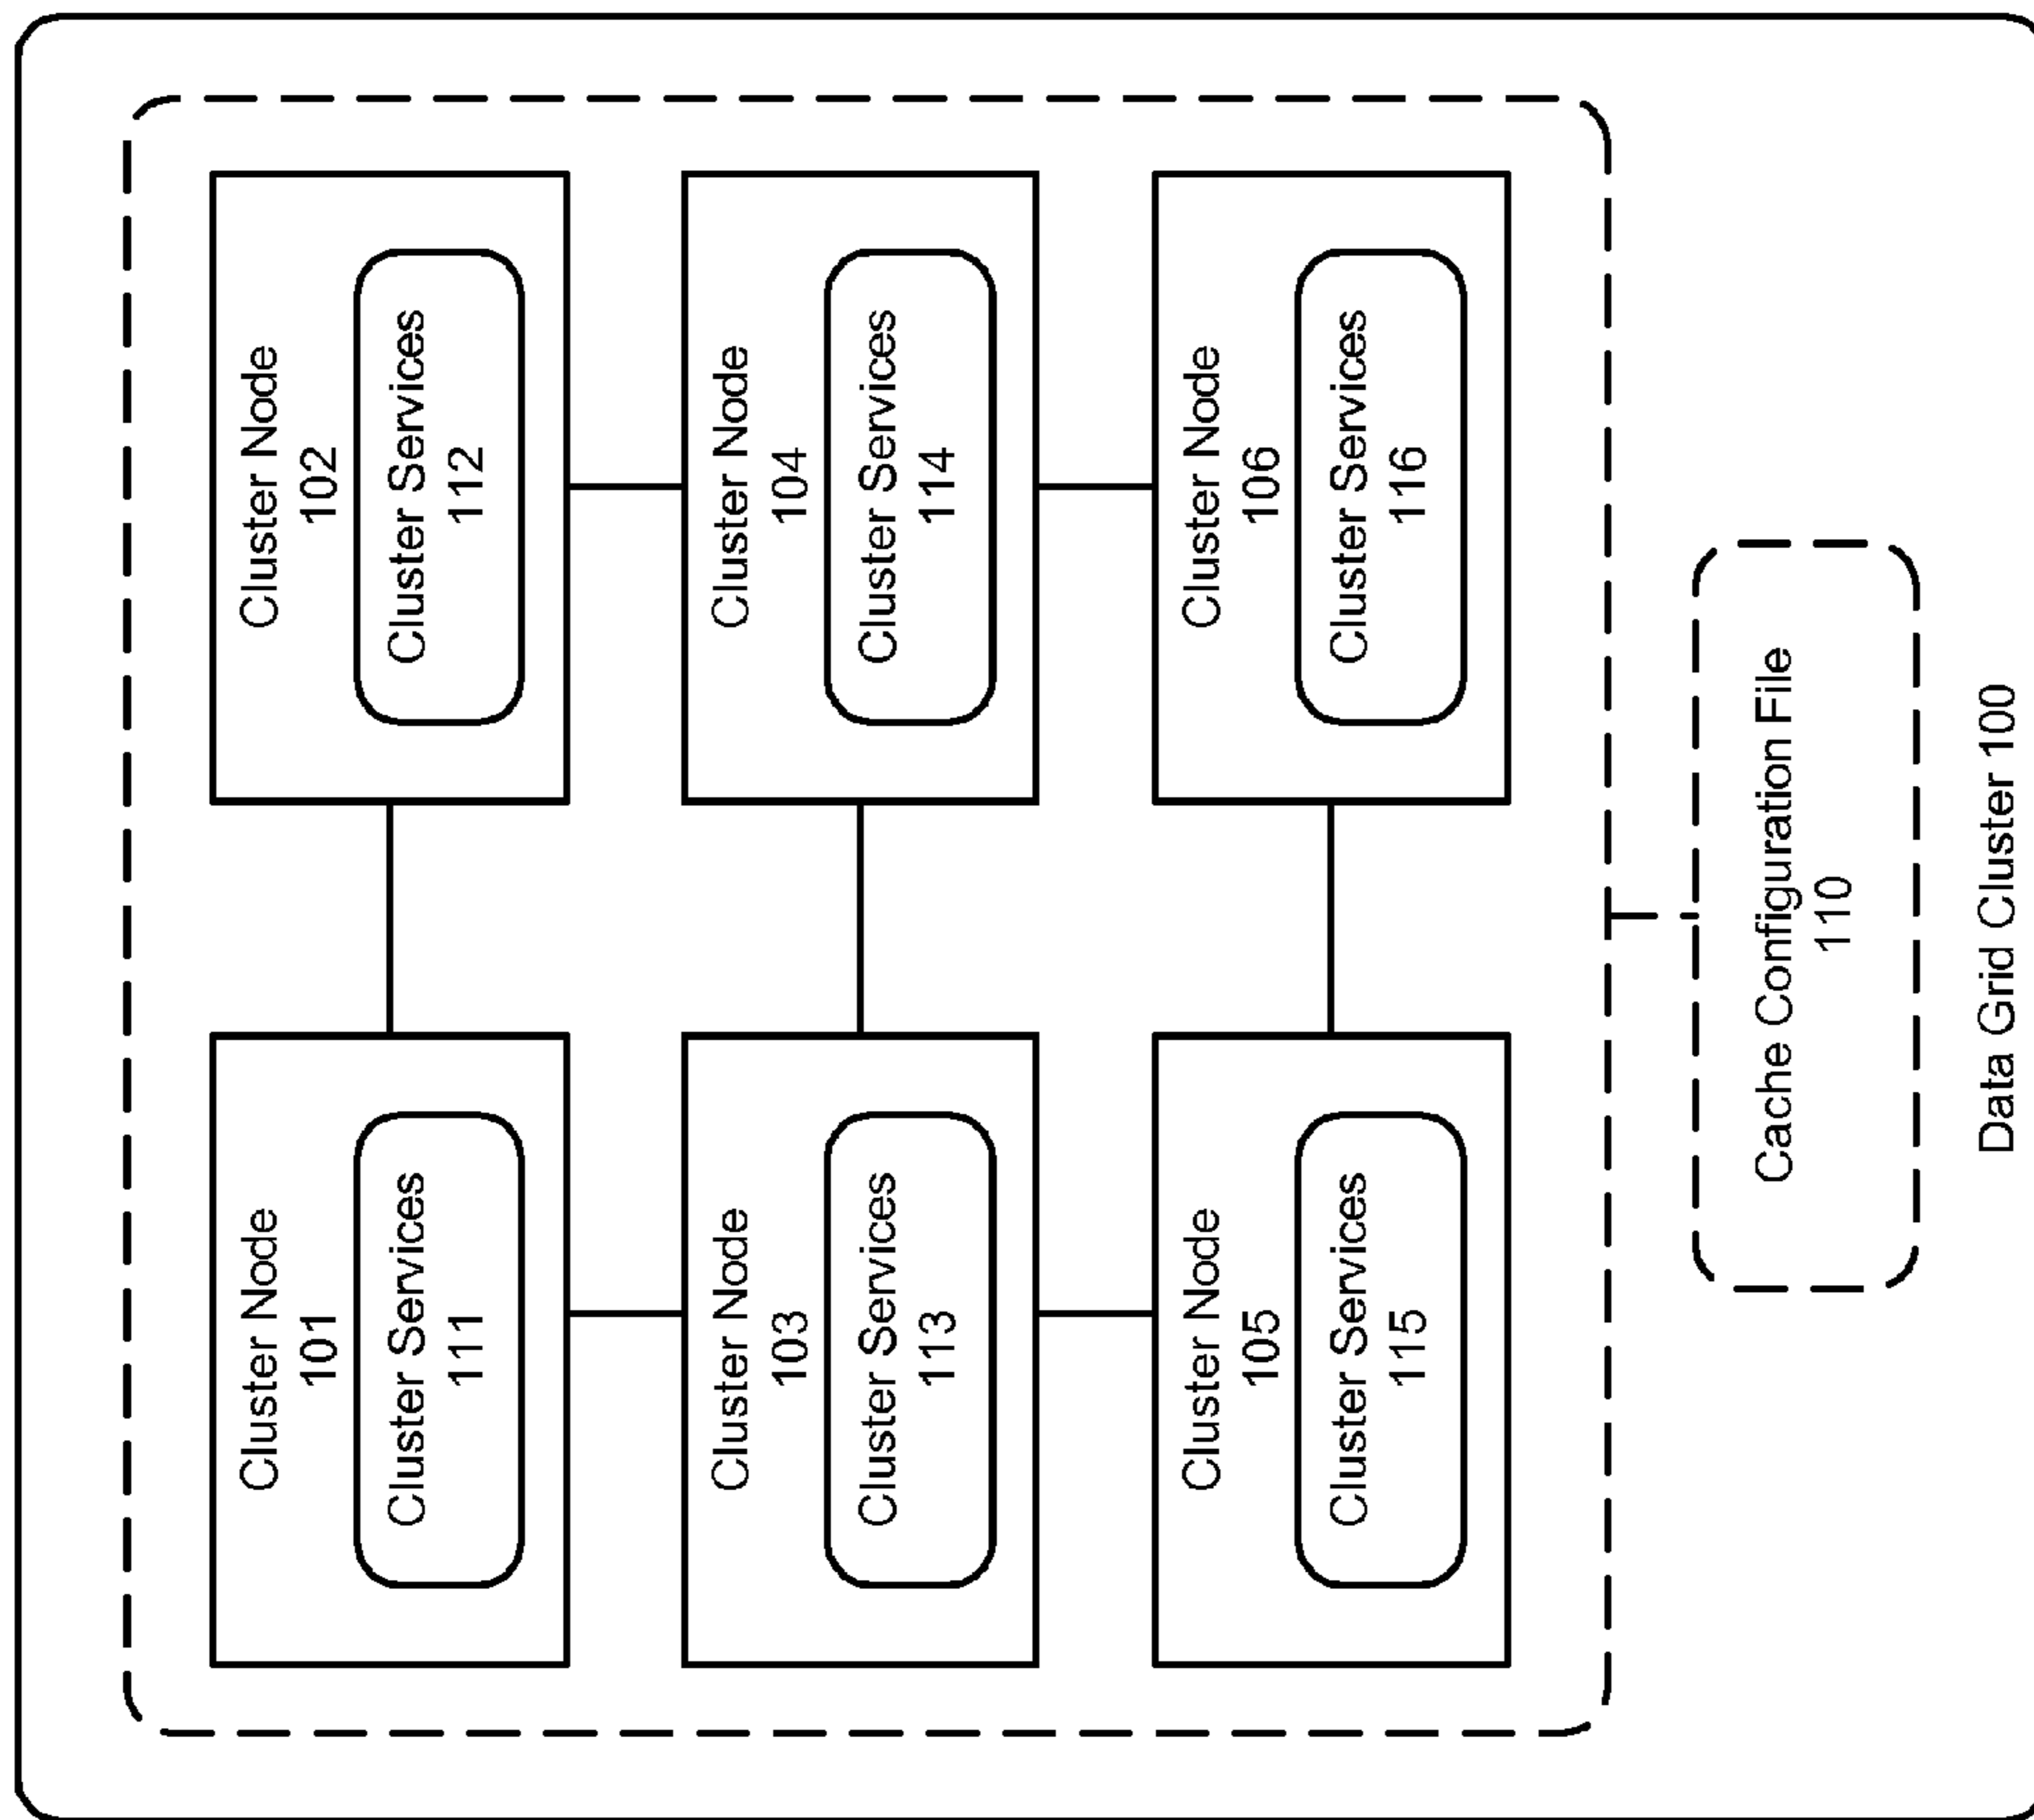 Cluster Node
101
Cluster Services
111
Cluster Node
102
Cluster Services
112
Cluster Node
103
Cluster Services
113
Cluster Node
104
Cluster Services
114
Cluster Node
105
Cluster Services
115
Cluster Node
106
Cluster Services
116
Cache Configuration File
110
Data Grid Cluster 100